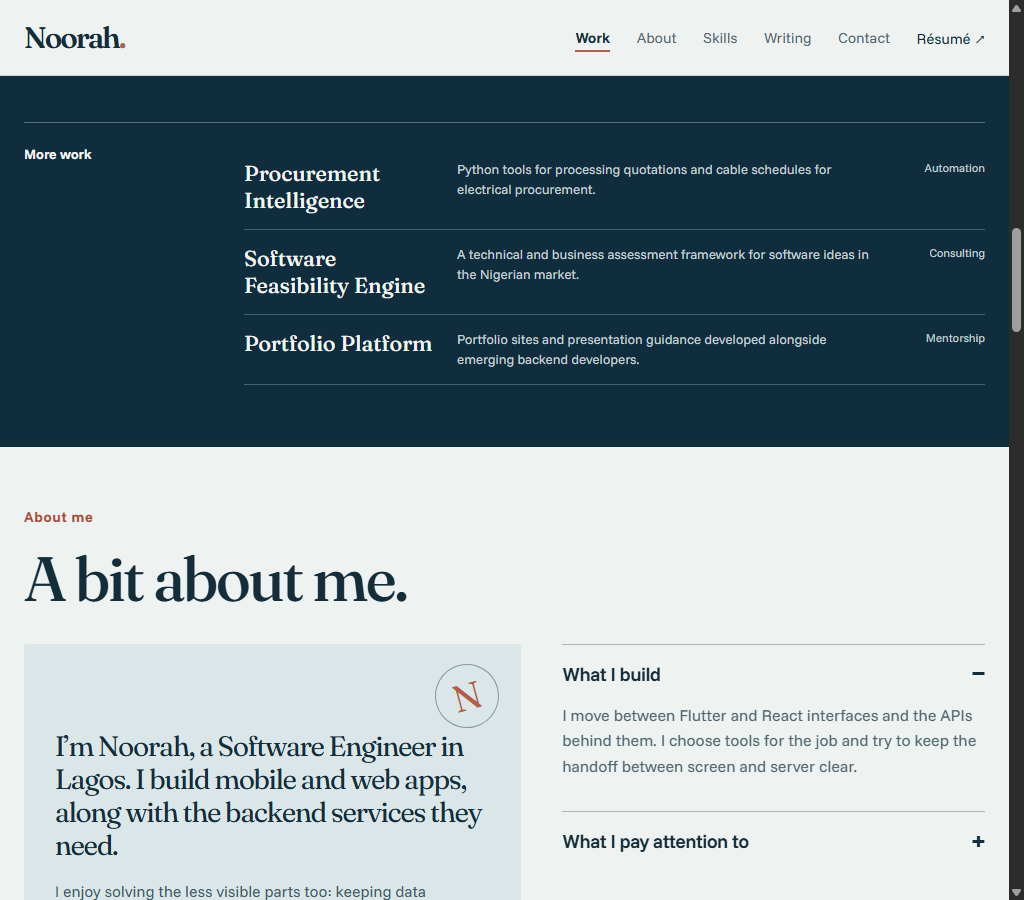 Noorah.
Work
About
Skills
Writing
Contact
Résumé ↗
More work
Procurement
Intelligence
Python tools for processing quotations and cable schedules for
electrical procurement.
Automation
Software
Feasibility Engine
A technical and business assessment framework for software ideas in
the Nigerian market.
Consulting
Portfolio Platform
Portfolio sites and presentation guidance developed alongside
emerging backend developers.
Mentorship
About me
A bit about me.
N
I’m Noorah, a Software Engineer in
Lagos. I build mobile and web apps,
along with the backend services they
need.
I enjoy solving the less visible parts too: keeping data
What I build
I move between Flutter and React interfaces and the APIs
behind them. I choose tools for the job and try to keep the
handoff between screen and server clear.
What I pay attention to